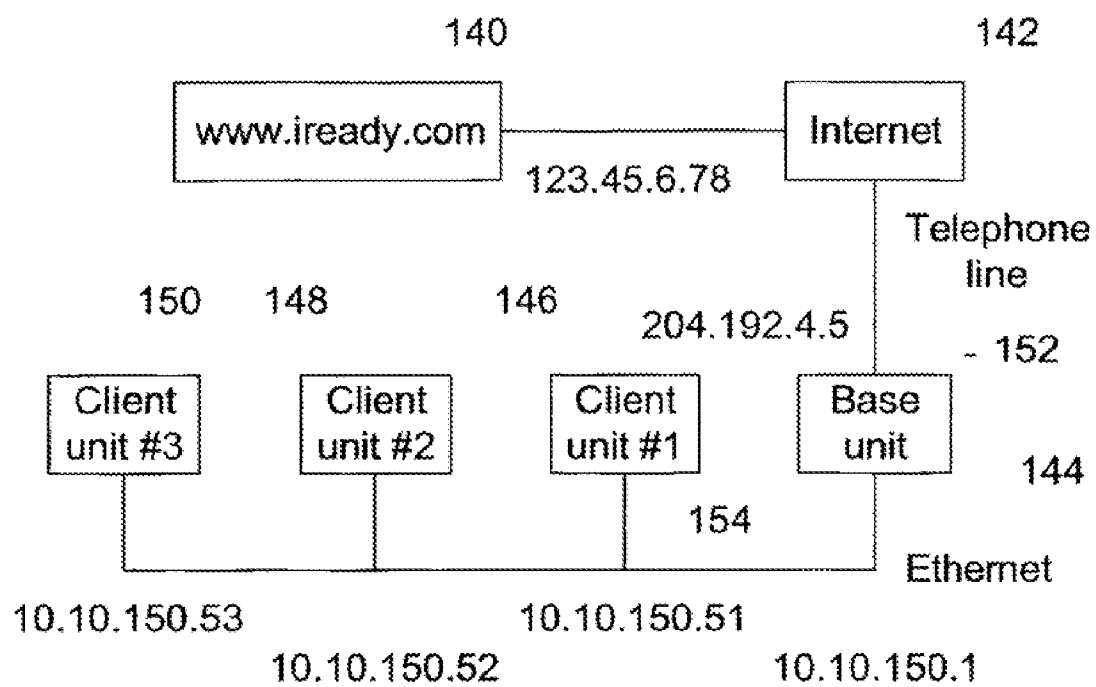 140
142
www.iready.com
Internet
123.45.6.78
Telephone
line
150
148
146
204.192.4.5
- 152
Client
unit #3
Client
unit #2
Client
unit #1
Base
unit
144
154
Ethernet
10.10.150.53
10.10.150.51
10.10.150.52
10.10.150.1